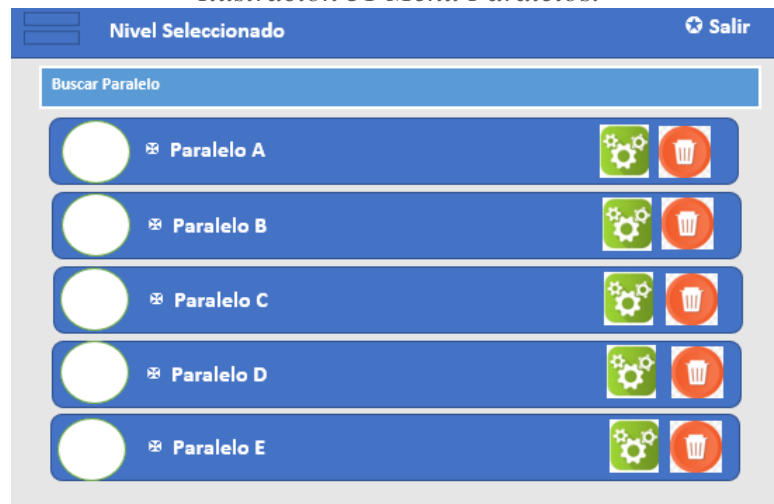 Nivel Seleccionado
✪ Salir
Buscar Paralelo
✠ Paralelo A
✠ Paralelo B
✠ Paralelo C
✠ Paralelo D
✠ Paralelo E